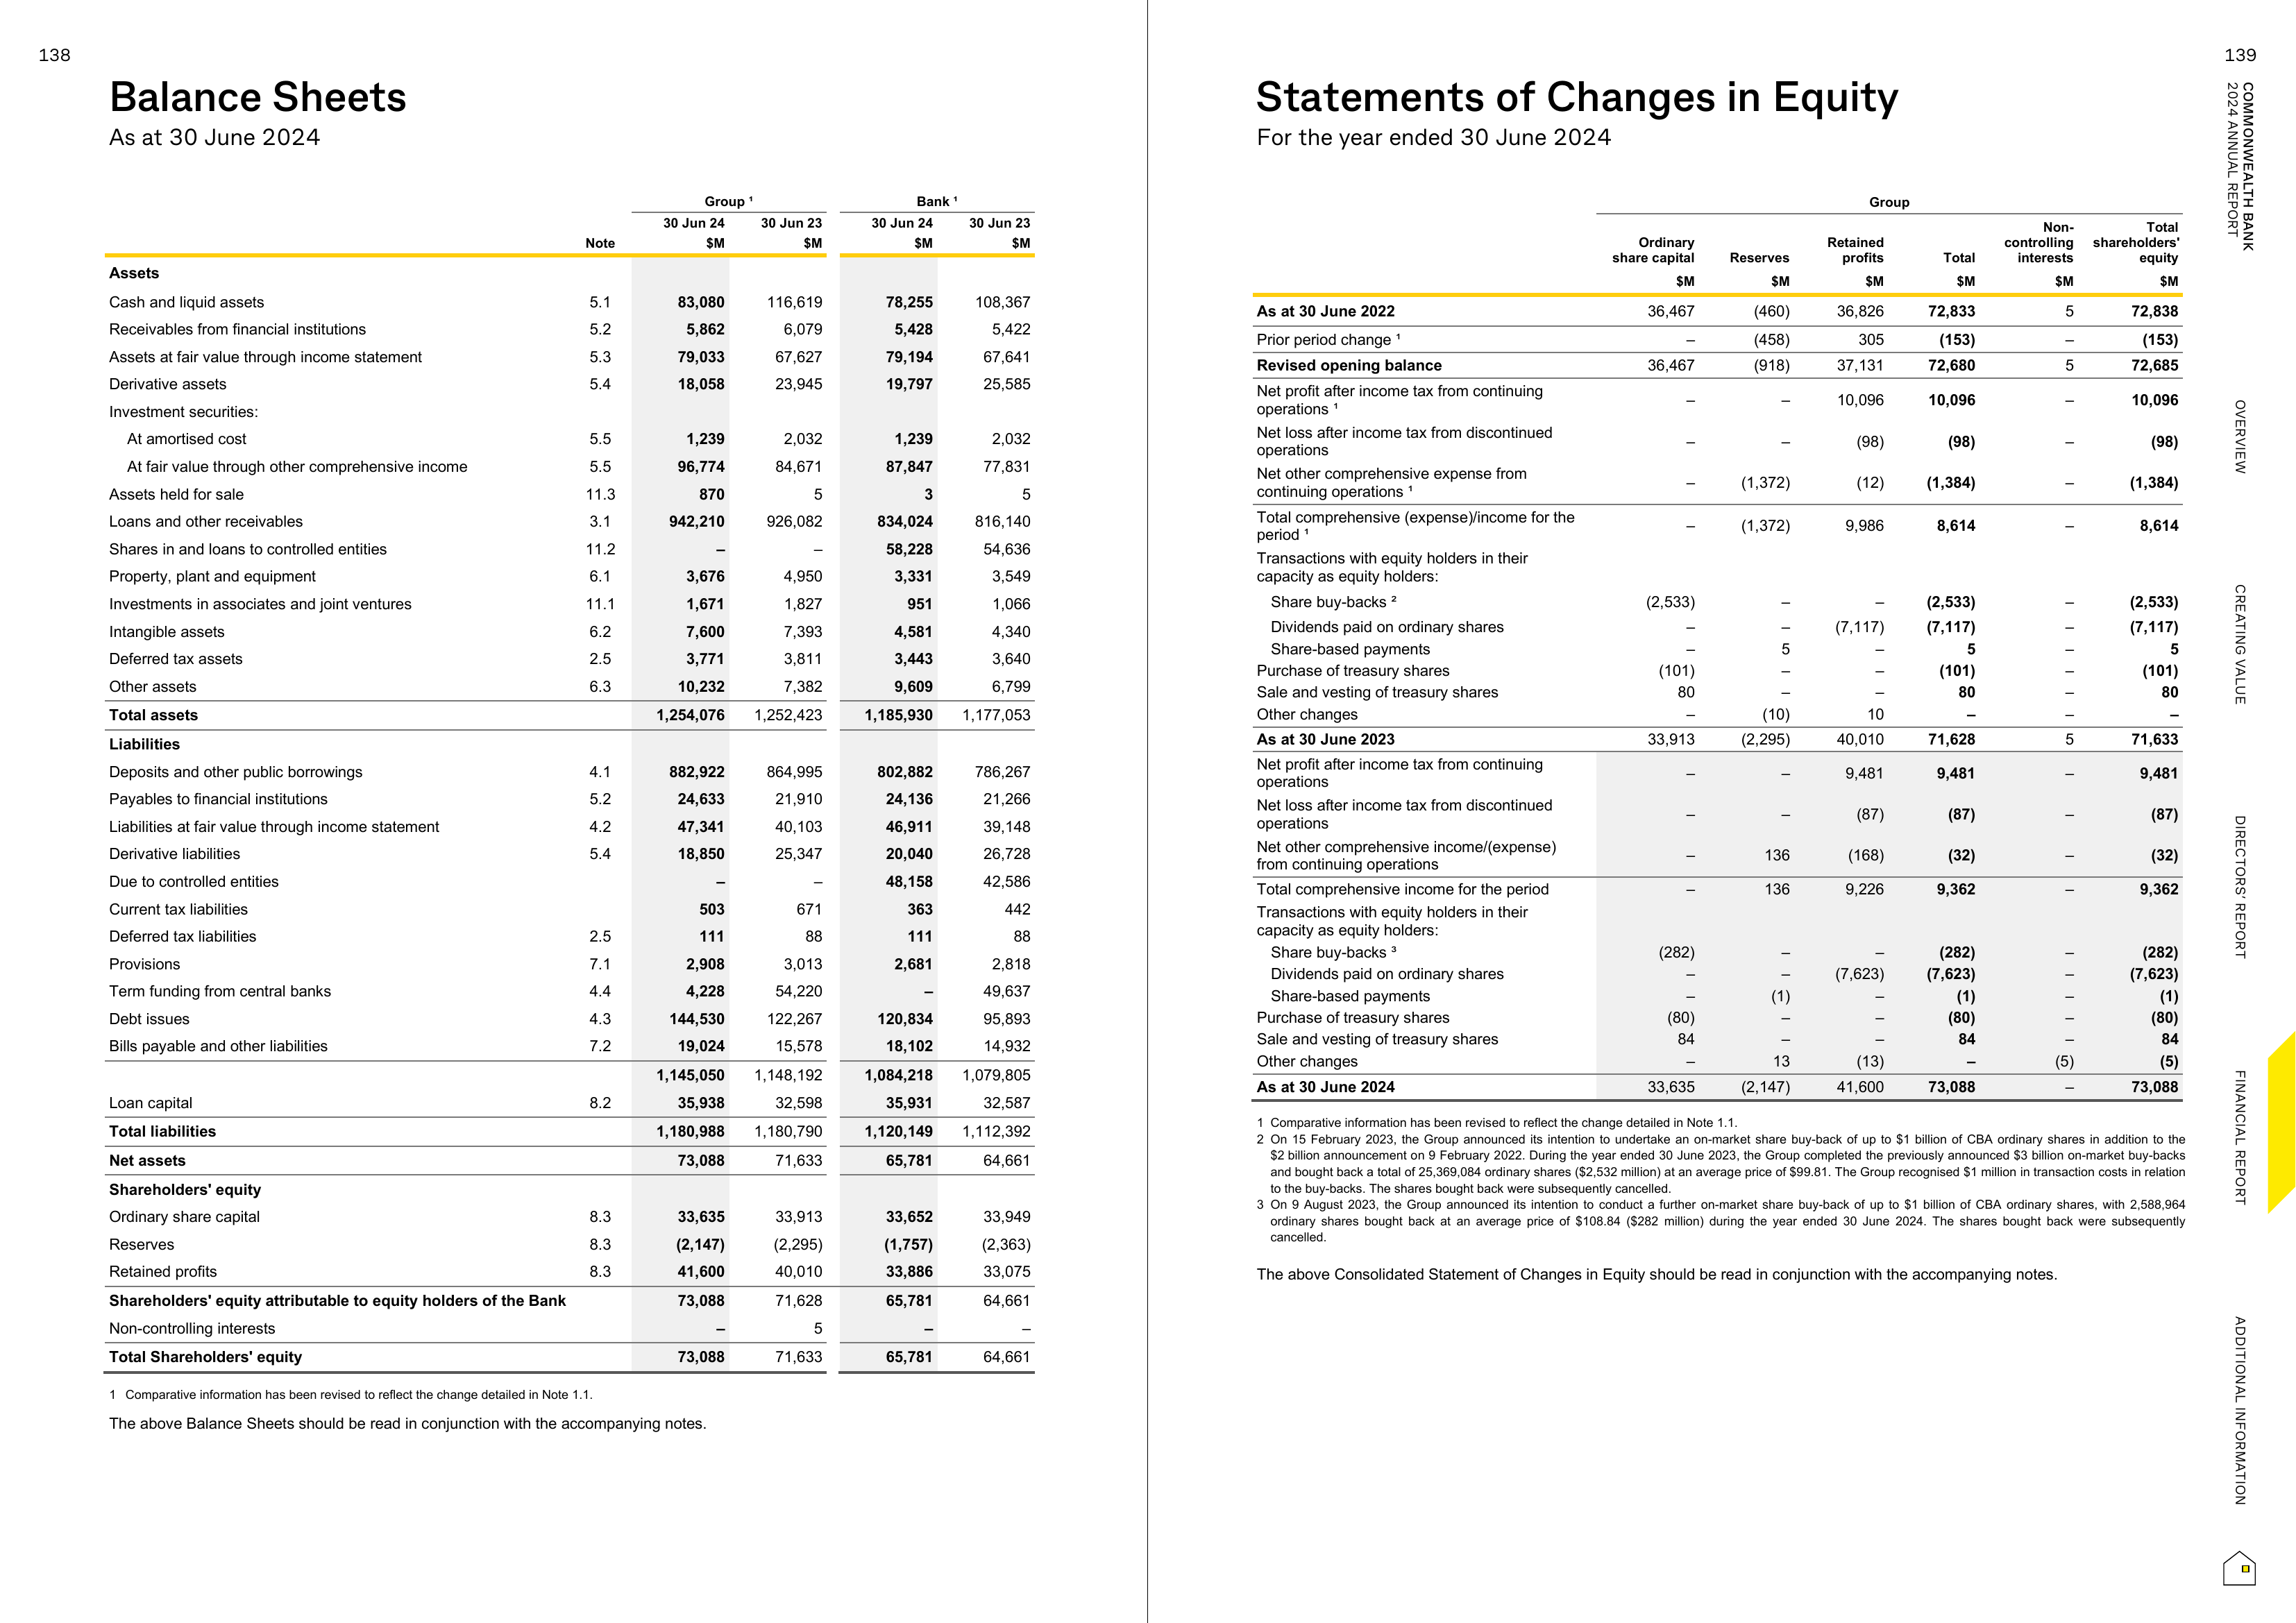 138
Balance Sheets
As at 30 June 2024
Group ¹ Bank ¹
30 Jun 24 30 Jun 23 30 Jun 24 30 Jun 23
Note $M $M $M $M
Assets
Cash and liquid assets 5.1 83,080 116,619 78,255 108,367
Receivables from financial institutions 5.2 5,862 6,079 5,428 5,422
Assets at fair value through income statement 5.3 79,033 67,627 79,194 67,641
Derivative assets 5.4 18,058 23,945 19,797 25,585
Investment securities:
At amortised cost 5.5 1,239 2,032 1,239 2,032
At fair value through other comprehensive income 5.5 96,774 84,671 87,847 77,831
Assets held for sale 11.3 870 5 3 5
Loans and other receivables 3.1 942,210 926,082 834,024 816,140
Shares in and loans to controlled entities 11.2 – – 58,228 54,636
Property, plant and equipment 6.1 3,676 4,950 3,331 3,549
Investments in associates and joint ventures 11.1 1,671 1,827 951 1,066
Intangible assets 6.2 7,600 7,393 4,581 4,340
Deferred tax assets 2.5 3,771 3,811 3,443 3,640
Other assets 6.3 10,232 7,382 9,609 6,799
Total assets 1,254,076 1,252,423 1,185,930 1,177,053
Liabilities
Deposits and other public borrowings 4.1 882,922 864,995 802,882 786,267
Payables to financial institutions 5.2 24,633 21,910 24,136 21,266
Liabilities at fair value through income statement 4.2 47,341 40,103 46,911 39,148
Derivative liabilities 5.4 18,850 25,347 20,040 26,728
Due to controlled entities – – 48,158 42,586
Current tax liabilities 503 671 363 442
Deferred tax liabilities 2.5 111 88 111 88
Provisions 7.1 2,908 3,013 2,681 2,818
Term funding from central banks 4.4 4,228 54,220 – 49,637
Debt issues 4.3 144,530 122,267 120,834 95,893
Bills payable and other liabilities 7.2 19,024 15,578 18,102 14,932
1,145,050 1,148,192 1,084,218 1,079,805
Loan capital 8.2 35,938 32,598 35,931 32,587
Total liabilities 1,180,988 1,180,790 1,120,149 1,112,392
Net assets 73,088 71,633 65,781 64,661
Shareholders' equity
Ordinary share capital 8.3 33,635 33,913 33,652 33,949
Reserves 8.3 (2,147) (2,295) (1,757) (2,363)
Retained profits 8.3 41,600 40,010 33,886 33,075
Shareholders' equity attributable to equity holders of the Bank 73,088 71,628 65,781 64,661
Non-controlling interests – 5 – –
Total Shareholders' equity 73,088 71,633 65,781 64,661
1 Comparative information has been revised to reflect the change detailed in Note 1.1.
The above Balance Sheets should be read in conjunction with the accompanying notes.
139
Statements of Changes in Equity
For the year ended 30 June 2024
Group
Non- Total
Ordinary Retained controlling shareholders'
share capital Reserves profits Total interests equity
$M $M $M $M $M $M
As at 30 June 2022 36,467 (460) 36,826 72,833 5 72,838
Prior period change ¹ – (458) 305 (153) – (153)
Revised opening balance 36,467 (918) 37,131 72,680 5 72,685
Net profit after income tax from continuing
operations ¹ – – 10,096 10,096 – 10,096
Net loss after income tax from discontinued
operations – – (98) (98) – (98)
Net other comprehensive expense from
continuing operations ¹ – (1,372) (12) (1,384) – (1,384)
Total comprehensive (expense)/income for the
period ¹ – (1,372) 9,986 8,614 – 8,614
Transactions with equity holders in their
capacity as equity holders:
Share buy-backs ² (2,533) – – (2,533) – (2,533)
Dividends paid on ordinary shares – – (7,117) (7,117) – (7,117)
Share-based payments – 5 – 5 – 5
Purchase of treasury shares (101) – – (101) – (101)
Sale and vesting of treasury shares 80 – – 80 – 80
Other changes – (10) 10 – – –
As at 30 June 2023 33,913 (2,295) 40,010 71,628 5 71,633
Net profit after income tax from continuing
operations – – 9,481 9,481 – 9,481
Net loss after income tax from discontinued
operations – – (87) (87) – (87)
Net other comprehensive income/(expense)
from continuing operations – 136 (168) (32) – (32)
Total comprehensive income for the period – 136 9,226 9,362 – 9,362
Transactions with equity holders in their
capacity as equity holders:
Share buy-backs ³ (282) – – (282) – (282)
Dividends paid on ordinary shares – – (7,623) (7,623) – (7,623)
Share-based payments – (1) – (1) – (1)
Purchase of treasury shares (80) – – (80) – (80)
Sale and vesting of treasury shares 84 – – 84 – 84
Other changes – 13 (13) – (5) (5)
As at 30 June 2024 33,635 (2,147) 41,600 73,088 – 73,088
1 Comparative information has been revised to reflect the change detailed in Note 1.1.
2 On 15 February 2023, the Group announced its intention to undertake an on-market share buy-back of up to $1 billion of CBA ordinary shares in addition to the
$2 billion announcement on 9 February 2022. During the year ended 30 June 2023, the Group completed the previously announced $3 billion on-market buy-backs
and bought back a total of 25,369,084 ordinary shares ($2,532 million) at an average price of $99.81. The Group recognised $1 million in transaction costs in relation
to the buy-backs. The shares bought back were subsequently cancelled.
3 On 9 August 2023, the Group announced its intention to conduct a further on-market share buy-back of up to $1 billion of CBA ordinary shares, with 2,588,964
ordinary shares bought back at an average price of $108.84 ($282 million) during the year ended 30 June 2024. The shares bought back were subsequently
cancelled.
The above Consolidated Statement of Changes in Equity should be read in conjunction with the accompanying notes.
COMMONWEALTH BANK
2024 ANNUAL REPORT
OVERVIEW
CREATING VALUE
DIRECTORS' REPORT
FINANCIAL REPORT
ADDITIONAL INFORMATION